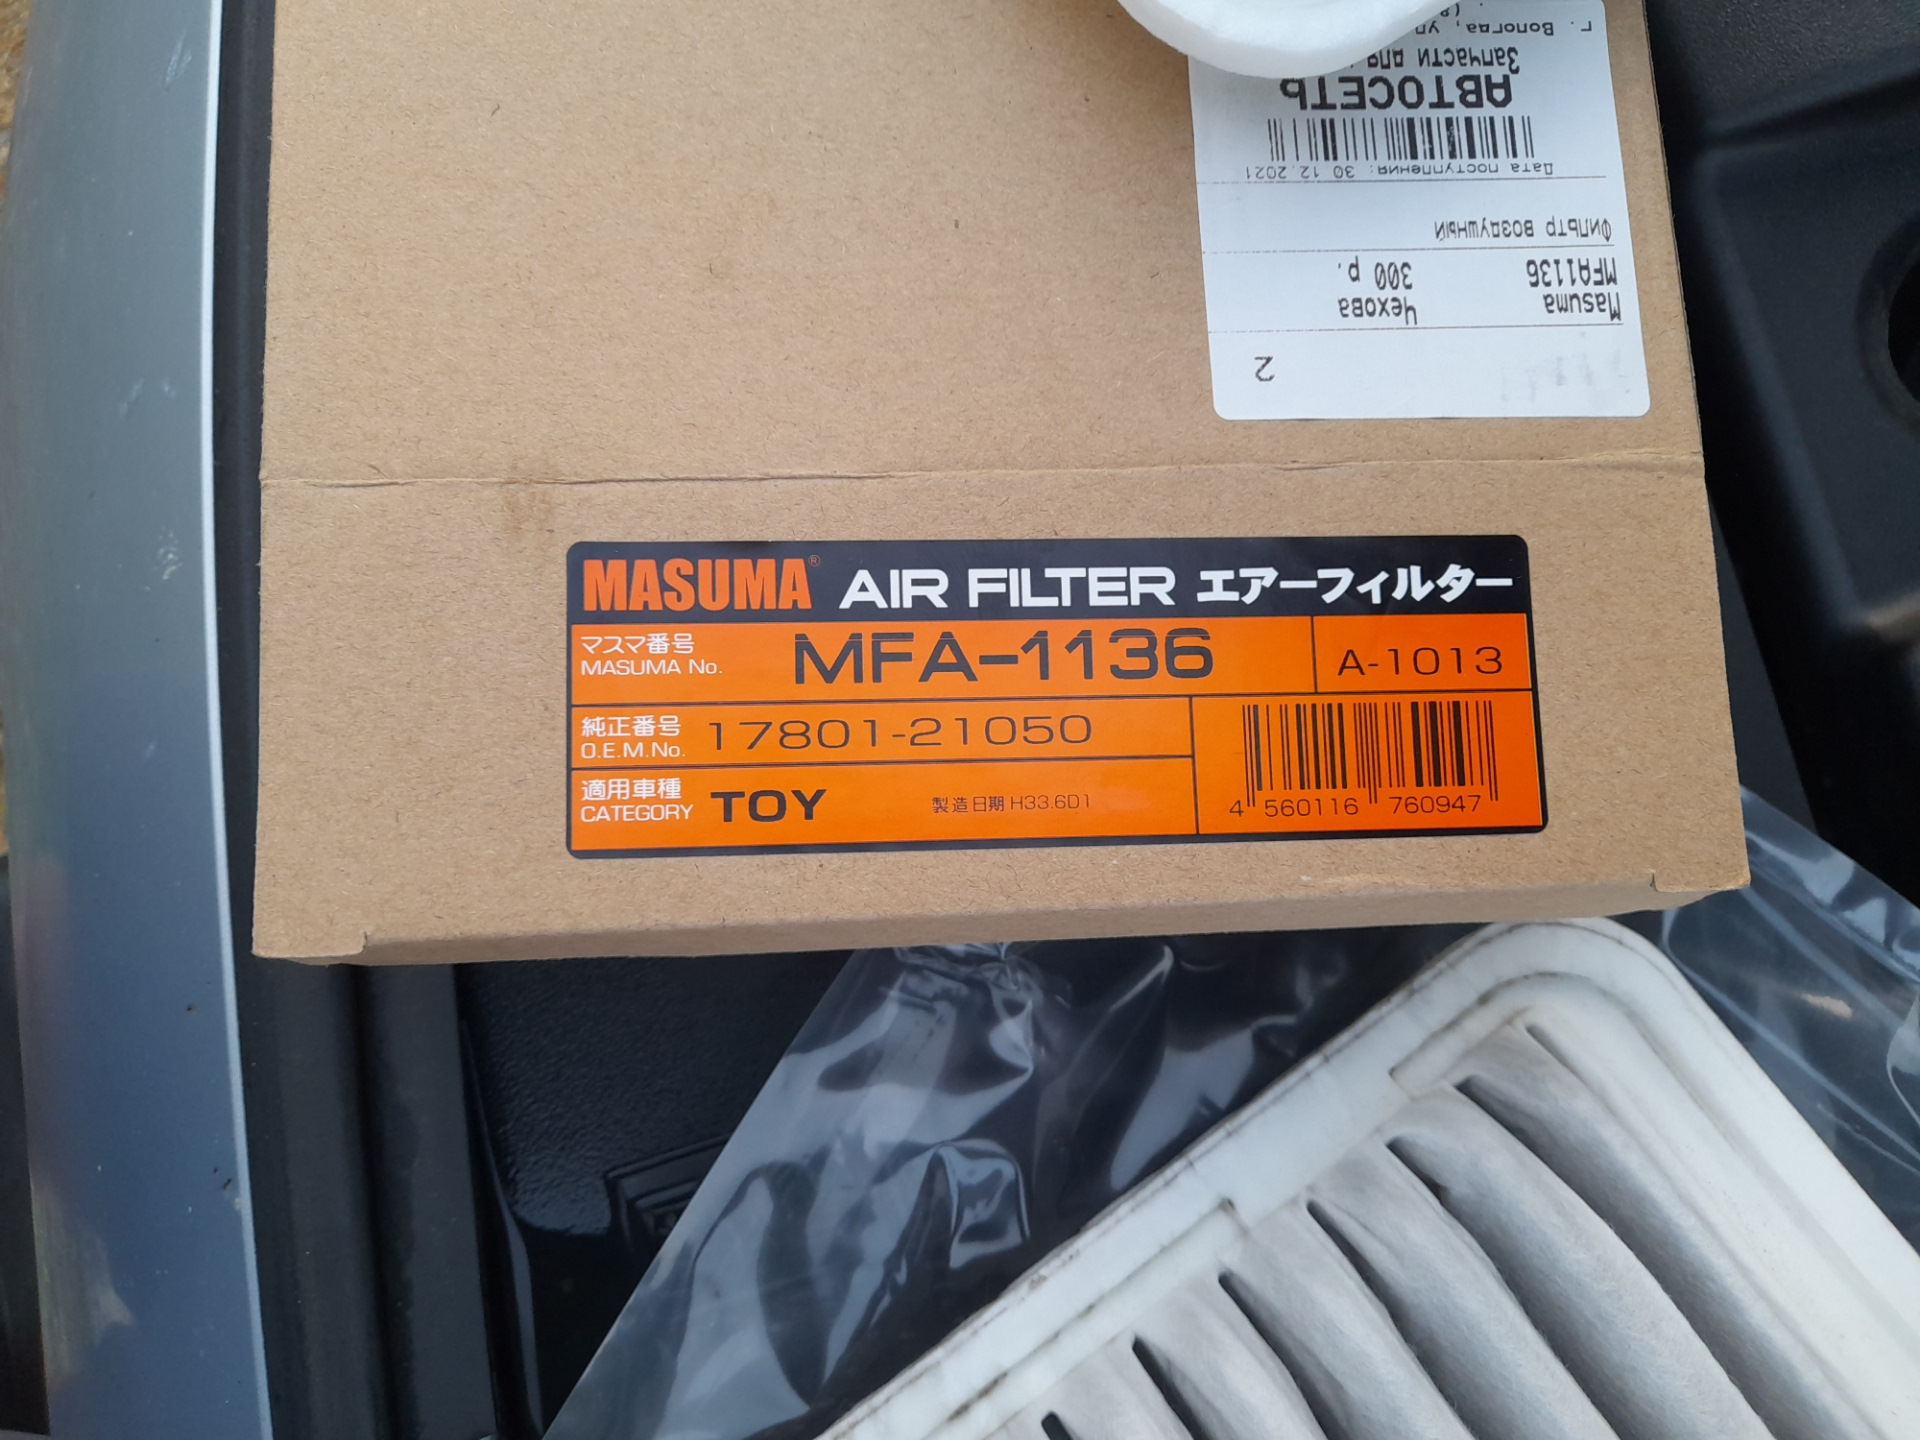 г. Вологда, ул
Запчасти для
АВТОСЕТЬ
Дата поступления: 30.12.2021
Фильтр воздушный
MFA1136 300 р.
Masuma Чехова
2
MASUMA® AIR FILTER エアーフィルター
マスマ番号
MASUMA No. MFA-1136 A-1013
純正番号
O.E.M.No. 17801-21050
適用車種
CATEGORY TOY 製造日期 H33.6D1
4 560116 760947